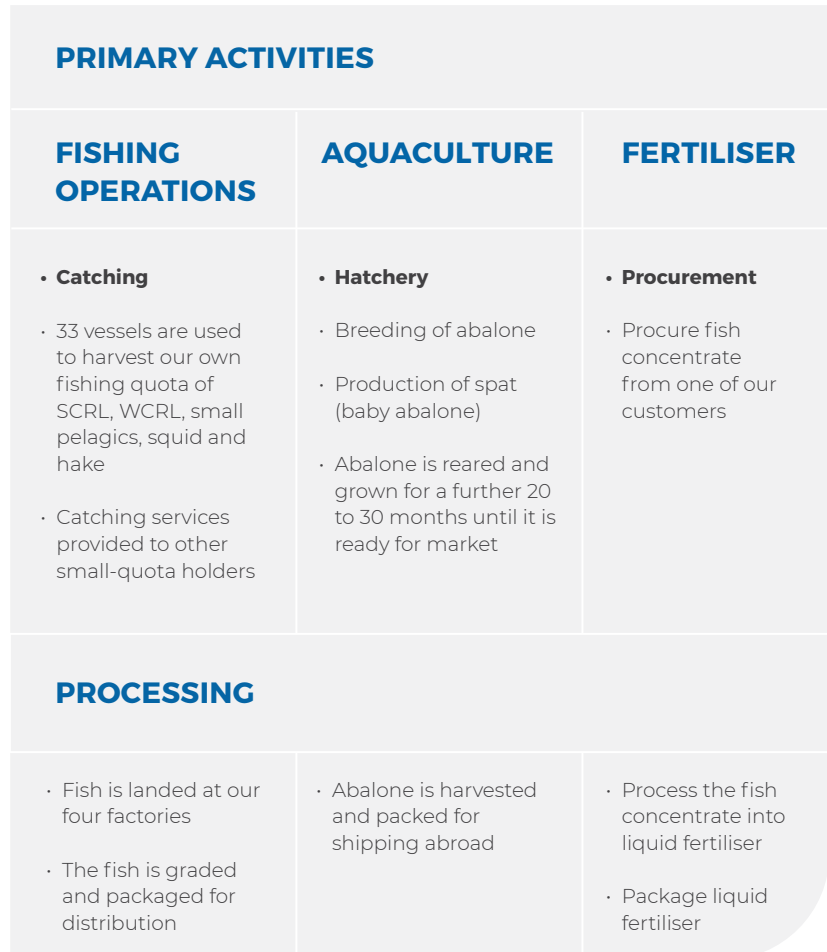 PRIMARY ACTIVITIES
FISHING
OPERATIONS
AQUACULTURE
FERTILISER
• Catching
• 33 vessels are used
to harvest our own
fishing quota of
SCRL, WCRL, small
pelagics, squid and
hake
• Catching services
provided to other
small-quota holders
• Hatchery
• Breeding of abalone
• Production of spat
(baby abalone)
• Abalone is reared and
grown for a further 20
to 30 months until it is
ready for market
• Procurement
• Procure fish
concentrate
from one of our
customers
PROCESSING
• Fish is landed at our
four factories
• The fish is graded
and packaged for
distribution
• Abalone is harvested
and packed for
shipping abroad
• Process the fish
concentrate into
liquid fertiliser
• Package liquid
fertiliser